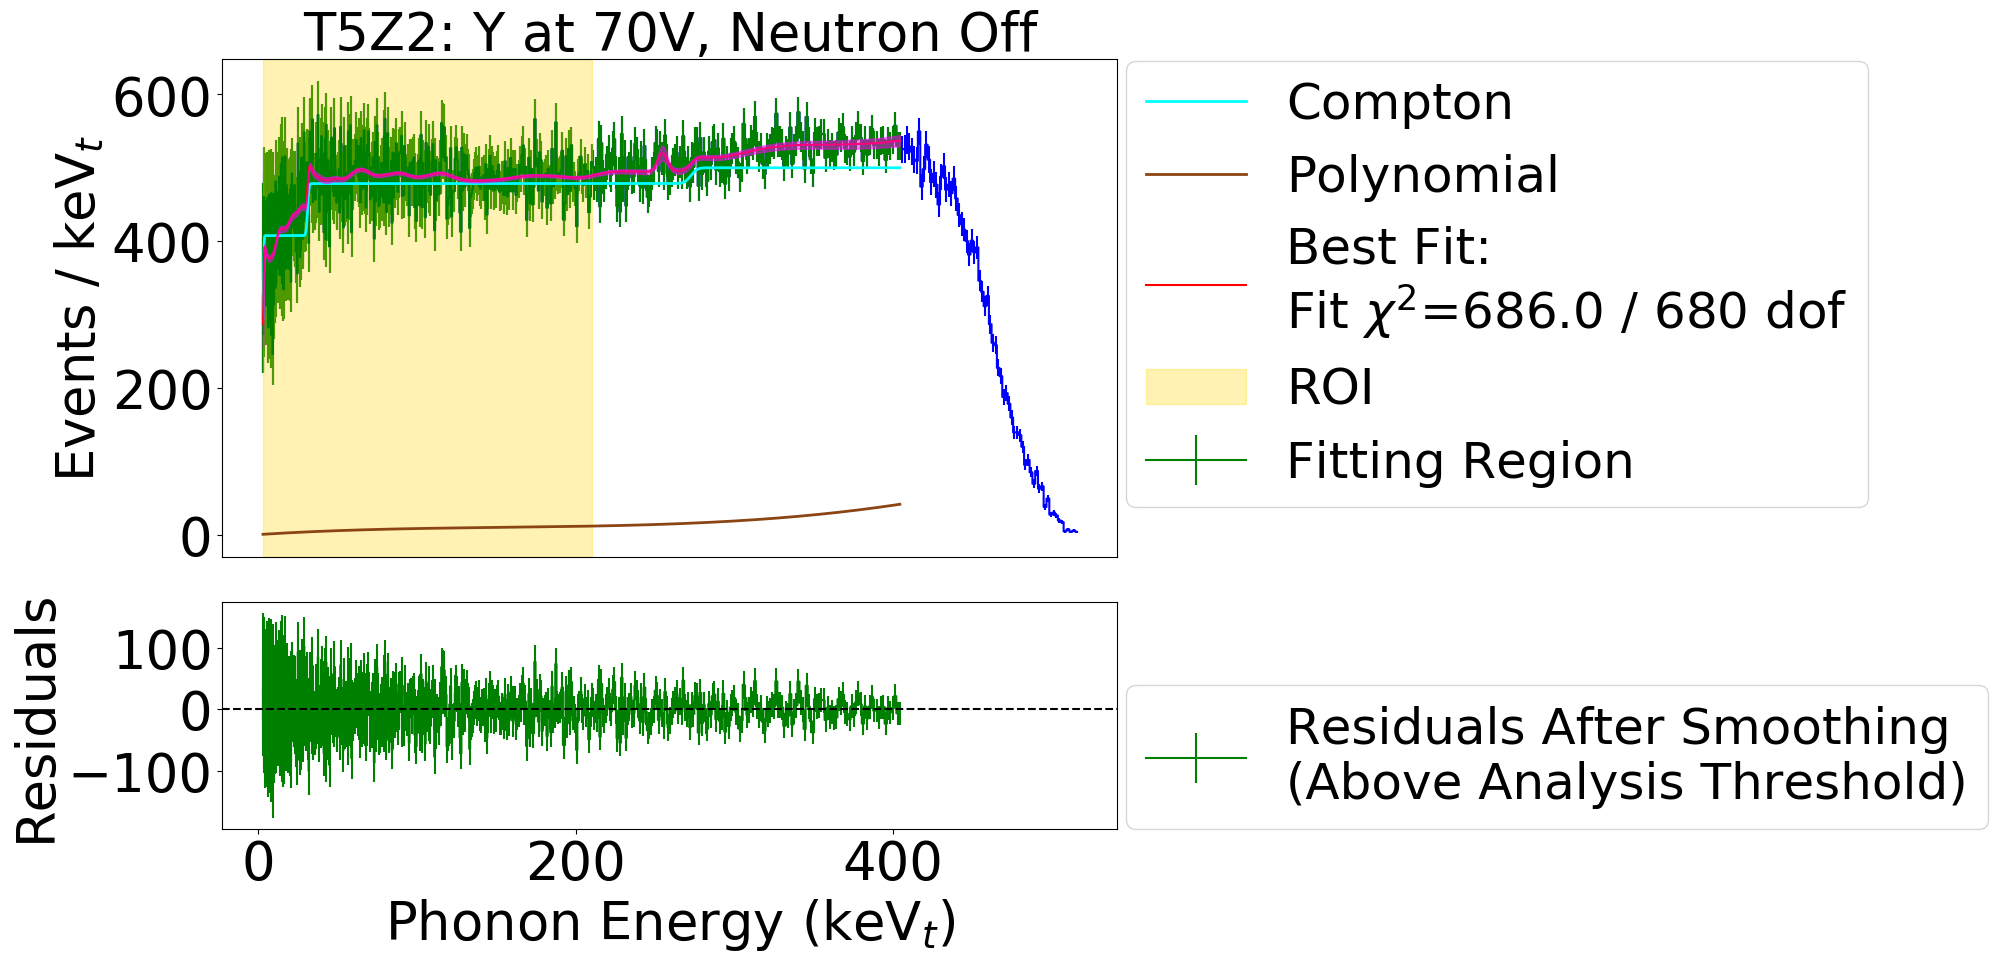 T5Z2: Y at 70V, Neutron Off
Events / keV$_t$
600
400
200
0
Compton
Polynomial
Best Fit:
Fit χ²=686.0 / 680 dof
ROI
Fitting Region
Residuals
100
0
−100
Residuals After Smoothing
(Above Analysis Threshold)
0 200 400
Phonon Energy (keV$_t$)